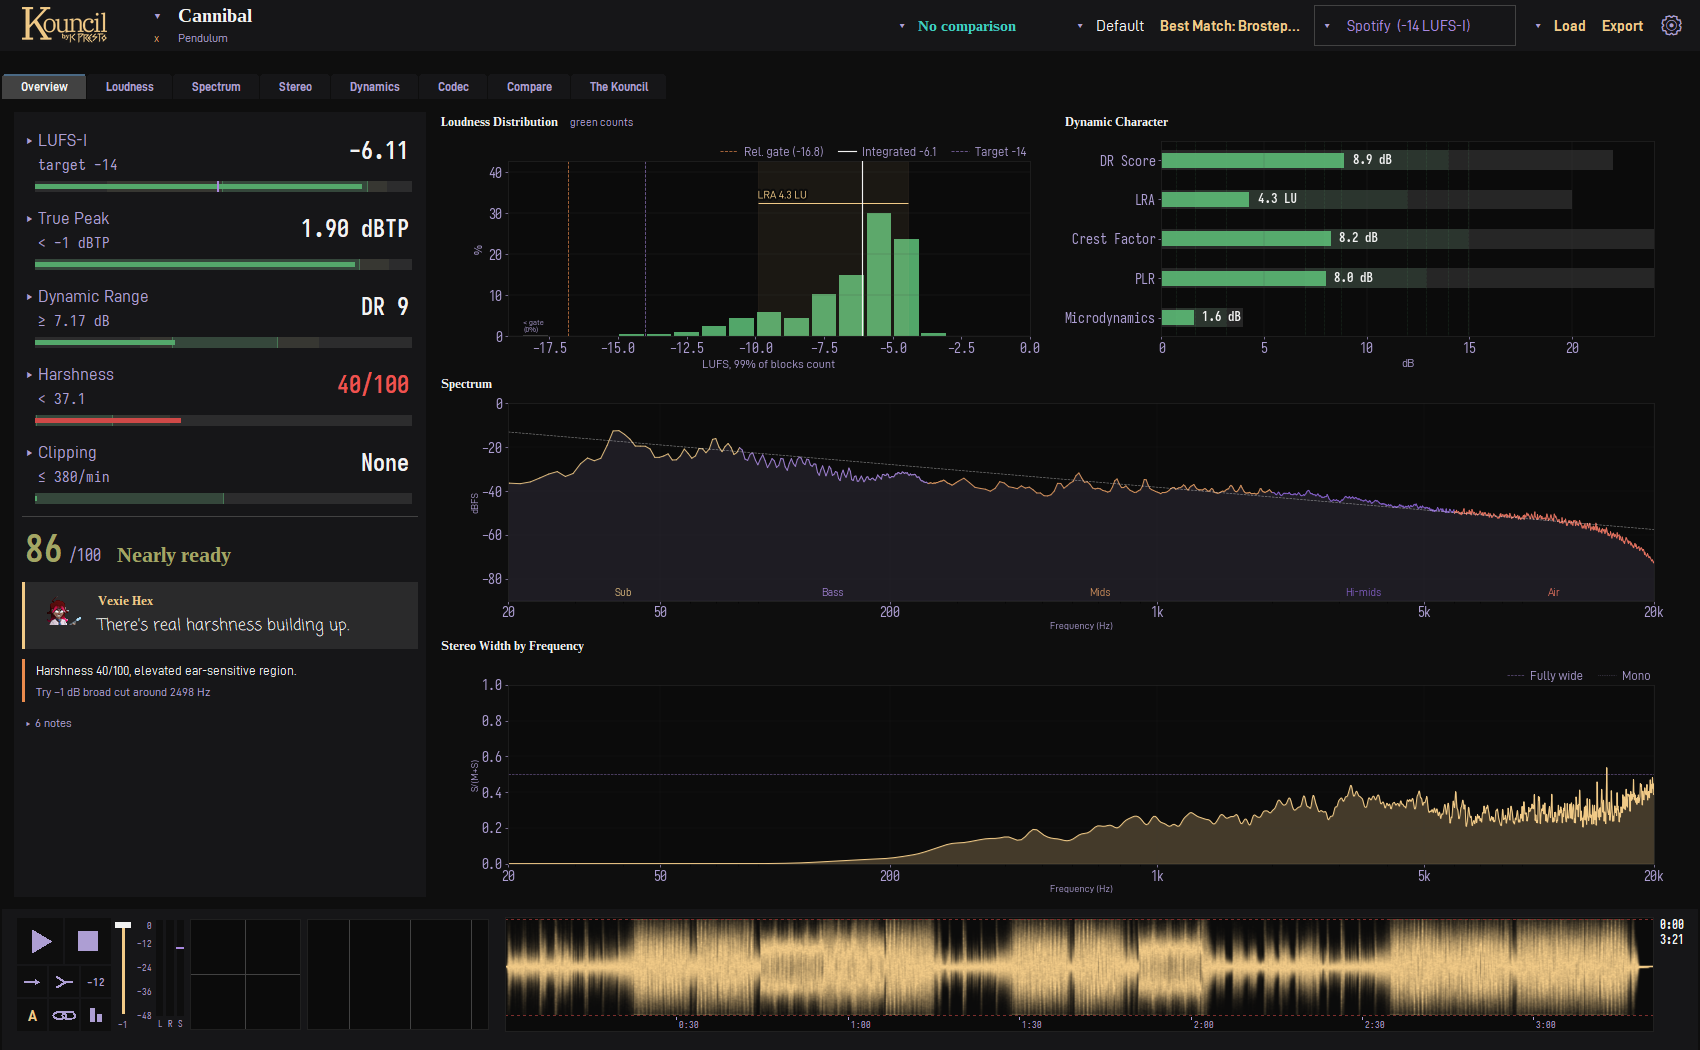 Kouncil
by K PRESTO
▾ Cannibal
x Pendulum
▾ No comparison
▾ Default
Best Match: Brostep...
▾ Spotify (-14 LUFS-I)
▾ Load
Export
Overview
Loudness
Spectrum
Stereo
Dynamics
Codec
Compare
The Kouncil
▸ LUFS-I
target -14
-6.11
▸ True Peak
< -1 dBTP
1.90 dBTP
▸ Dynamic Range
≥ 7.17 dB
DR 9
▸ Harshness
< 37.1
40/100
▸ Clipping
≤ 380/min
None
86 /100 Nearly ready
Vexie Hex
There's real harshness building up.
Harshness 40/100, elevated ear-sensitive region.
Try −1 dB broad cut around 2498 Hz
▸ 6 notes
Loudness Distribution green counts
Rel. gate (-16.8)
Integrated -6.1
Target -14
LRA 4.3 LU
%
40
30
20
10
0
< gate
(0%)
-17.5 -15.0 -12.5 -10.0 -7.5 -5.0 -2.5 0.0
LUFS, 99% of blocks count
Dynamic Character
DR Score 8.9 dB
LRA 4.3 LU
Crest Factor 8.2 dB
PLR 8.0 dB
Microdynamics 1.6 dB
0 5 10 15 20
dB
Spectrum
dBFS
0
-20
-40
-60
-80
Sub Bass Mids Hi-mids Air
20 50 200 1k 5k 20k
Frequency (Hz)
Stereo Width by Frequency
Fully wide
Mono
S/(M+S)
1.0
0.8
0.6
0.4
0.2
0.0
20 50 200 1k 5k 20k
Frequency (Hz)
-12
A
-1
0
-12
-24
-36
-48
L R S
0:30 1:00 1:30 2:00 2:30 3:00
0:00
3:21